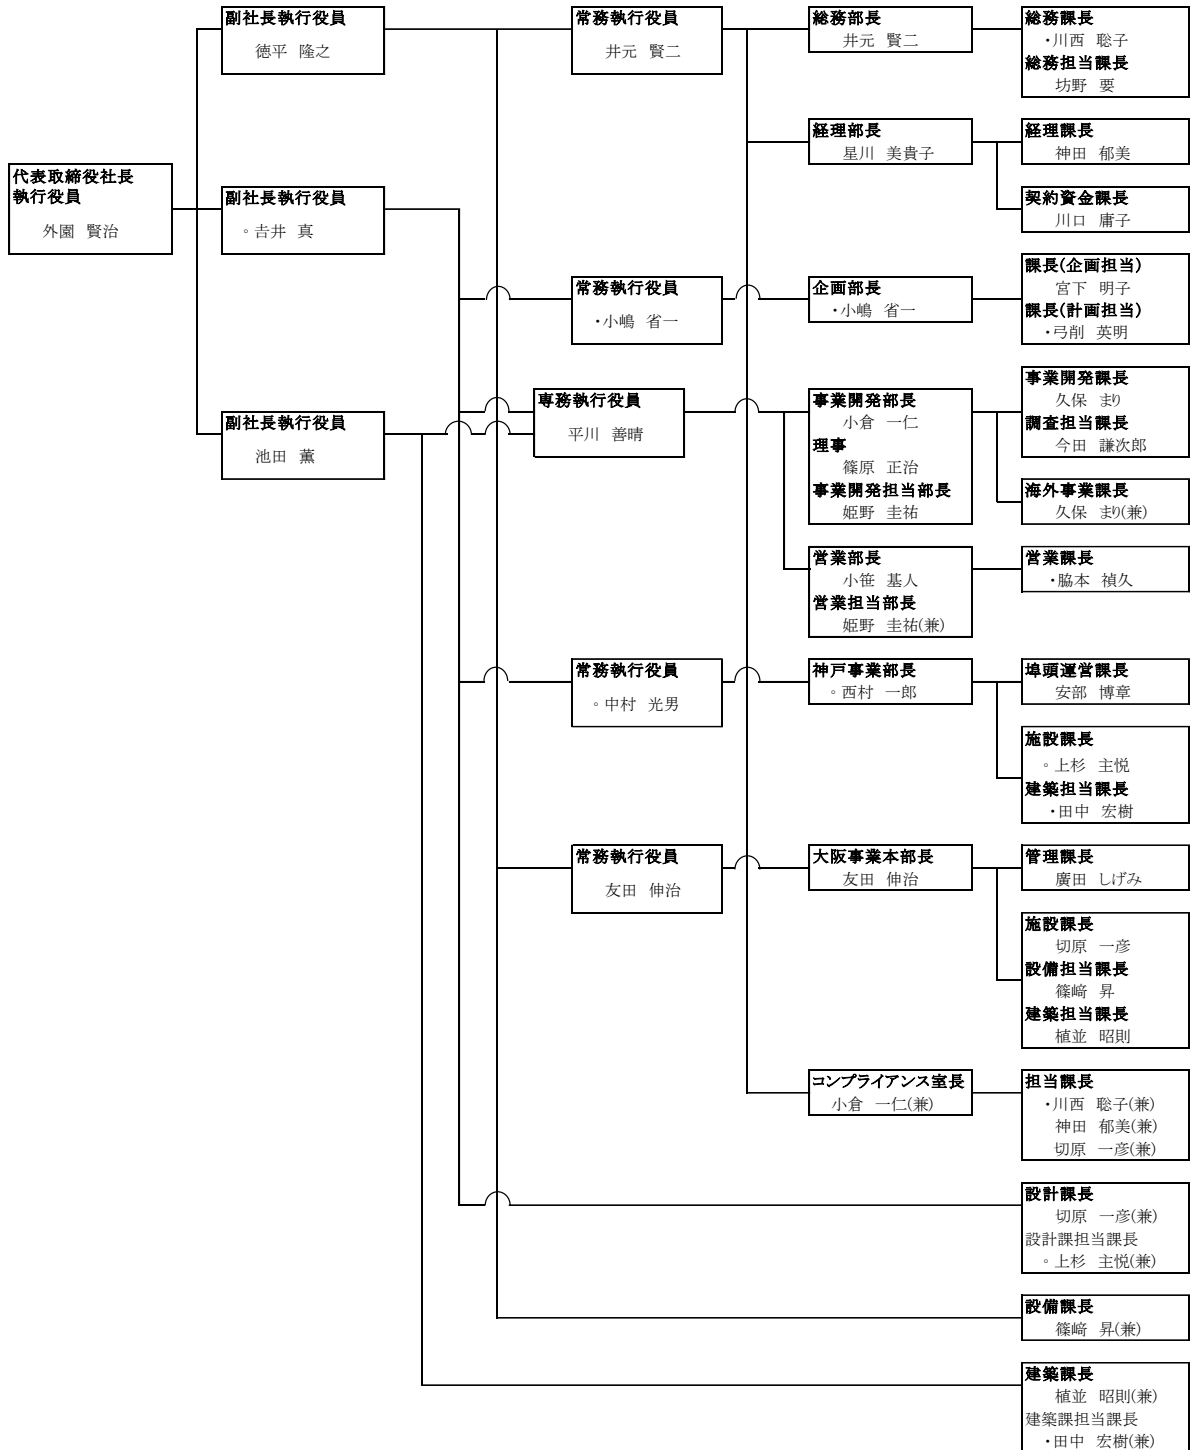 代表取締役社長
執行役員
外園 賢治
副社長執行役員
徳平 隆之
副社長執行役員
◦吉井 真
副社長執行役員
池田 薫
常務執行役員
井元 賢二
常務執行役員
・小嶋 省一
専務執行役員
平川 善晴
常務執行役員
◦中村 光男
常務執行役員
友田 伸治
総務部長
井元 賢二
経理部長
星川 美貴子
企画部長
・小嶋 省一
事業開発部長
小倉 一仁
理事
篠原 正治
事業開発担当部長
姫野 圭祐
営業部長
小笹 基人
営業担当部長
姫野 圭祐(兼)
神戸事業部長
◦西村 一郎
大阪事業本部長
友田 伸治
コンプライアンス室長
小倉 一仁(兼)
総務課長
・川西 聡子
総務担当課長
坊野 要
経理課長
神田 郁美
契約資金課長
川口 庸子
課長(企画担当)
宮下 明子
課長(計画担当)
・弓削 英明
事業開発課長
久保 まり
調査担当課長
今田 謙次郎
海外事業課長
久保 まり(兼)
営業課長
・脇本 禎久
埠頭運営課長
安部 博章
施設課長
◦上杉 主悦
建築担当課長
・田中 宏樹
管理課長
廣田 しげみ
施設課長
切原 一彦
設備担当課長
篠﨑 昇
建築担当課長
植並 昭則
担当課長
・川西 聡子(兼)
神田 郁美(兼)
切原 一彦(兼)
設計課長
切原 一彦(兼)
設計課担当課長
◦上杉 主悦(兼)
設備課長
篠﨑 昇(兼)
建築課長
植並 昭則(兼)
建築課担当課長
・田中 宏樹(兼)